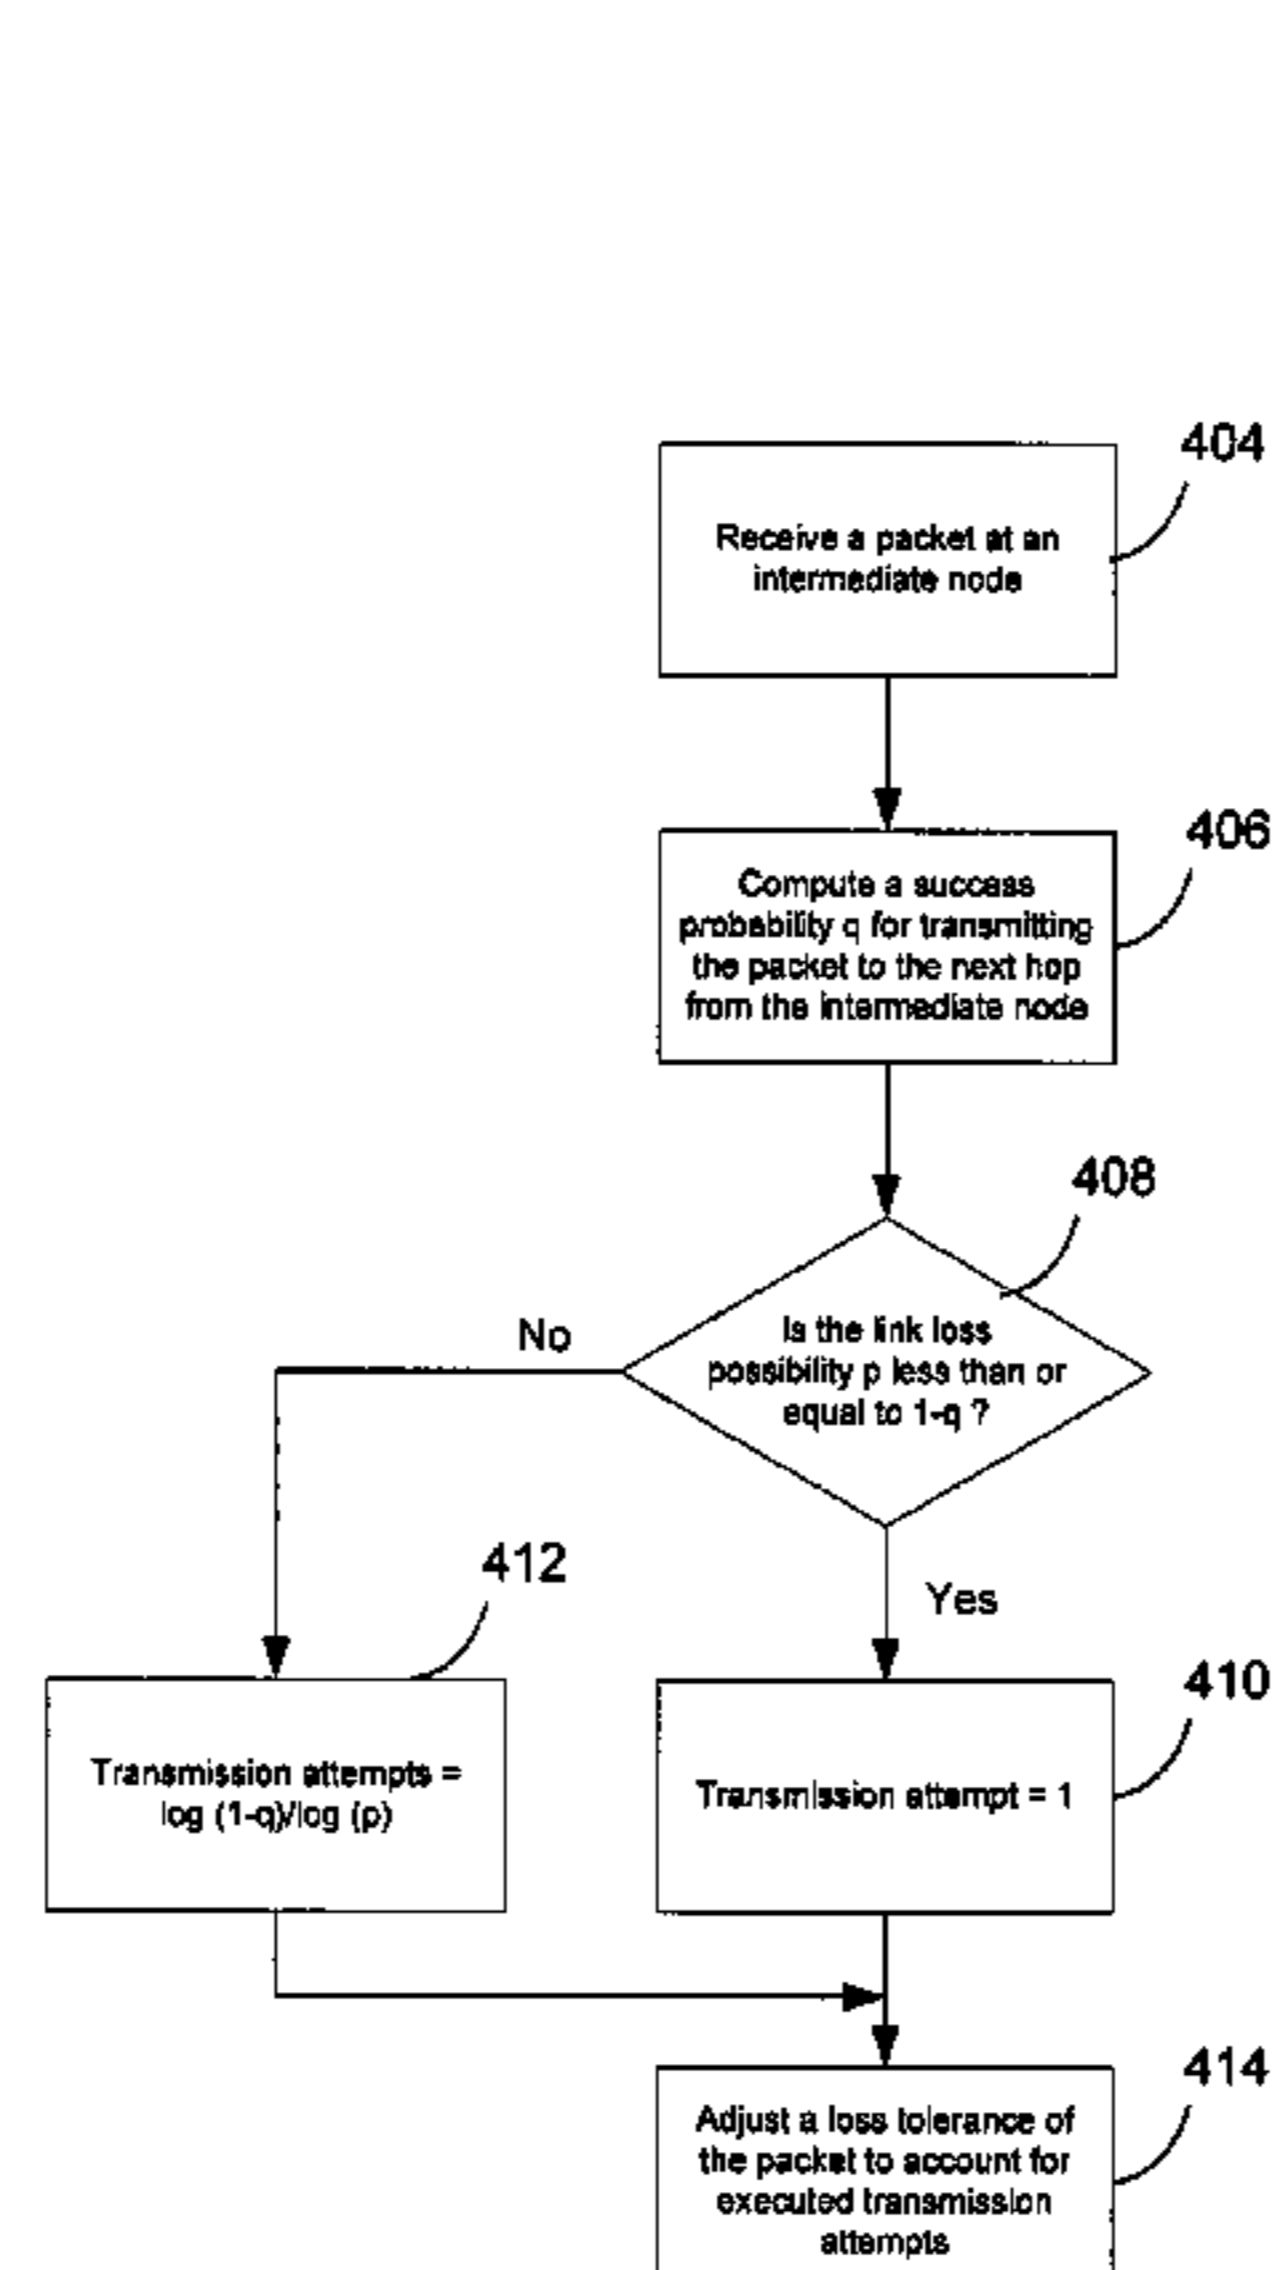 404
Receive a packet at an
intermediate node
406
Compute a success
probability q for transmitting
the packet to the next hop
from the intermediate node
408
Is the link loss
possibility p less than or
equal to 1-q ?
No
Yes
412
Transmission attempts =
log (1-q)/log (p)
410
Transmission attempt = 1
414
Adjust a loss tolerance of
the packet to account for
executed transmission
attempts